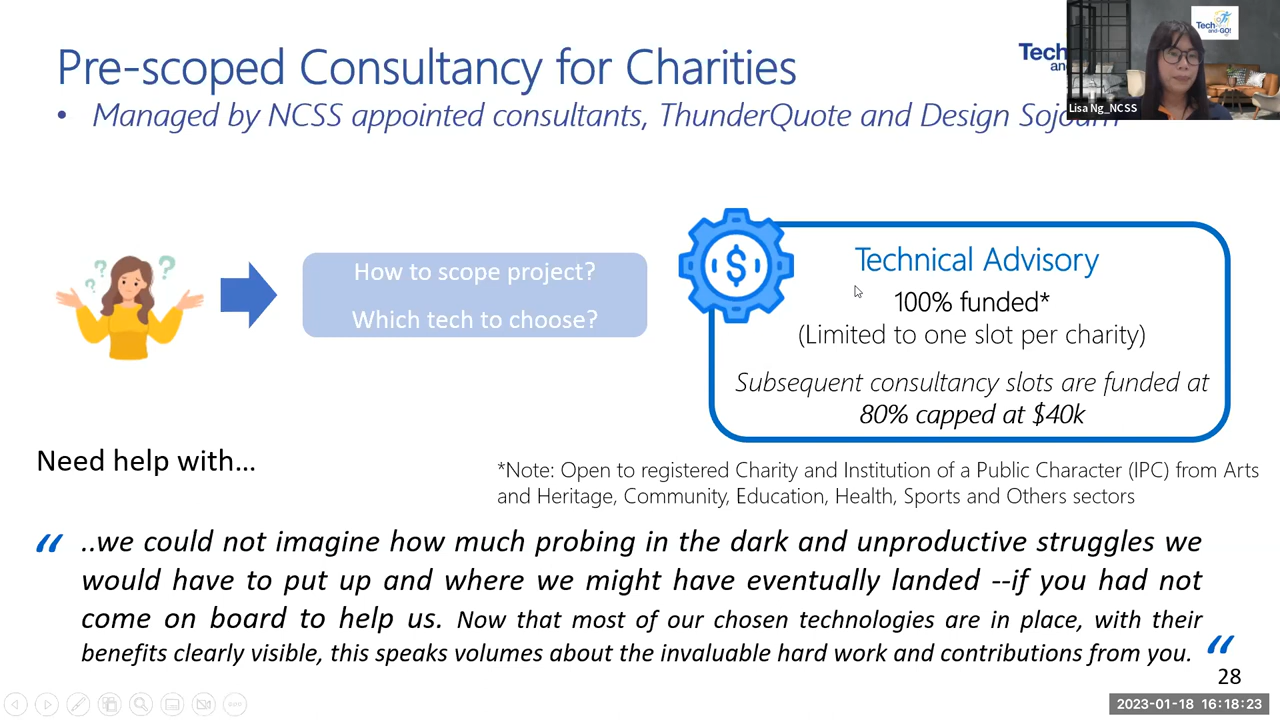 Pre-scoped Consultancy for Charities
• Managed by NCSS appointed consultants, ThunderQuote and Design Sojourn
Tech
and
Tech
and-GO!
Lisa Ng_NCSS
How to scope project?
Which tech to choose?
Technical Advisory
100% funded*
(Limited to one slot per charity)
Subsequent consultancy slots are funded at
80% capped at $40k
Need help with...
*Note: Open to registered Charity and Institution of a Public Character (IPC) from Arts
and Heritage, Community, Education, Health, Sports and Others sectors
“ ..we could not imagine how much probing in the dark and unproductive struggles we
would have to put up and where we might have eventually landed --if you had not
come on board to help us. Now that most of our chosen technologies are in place, with their
benefits clearly visible, this speaks volumes about the invaluable hard work and contributions from you. “
28
2023-01-18 16:18:23